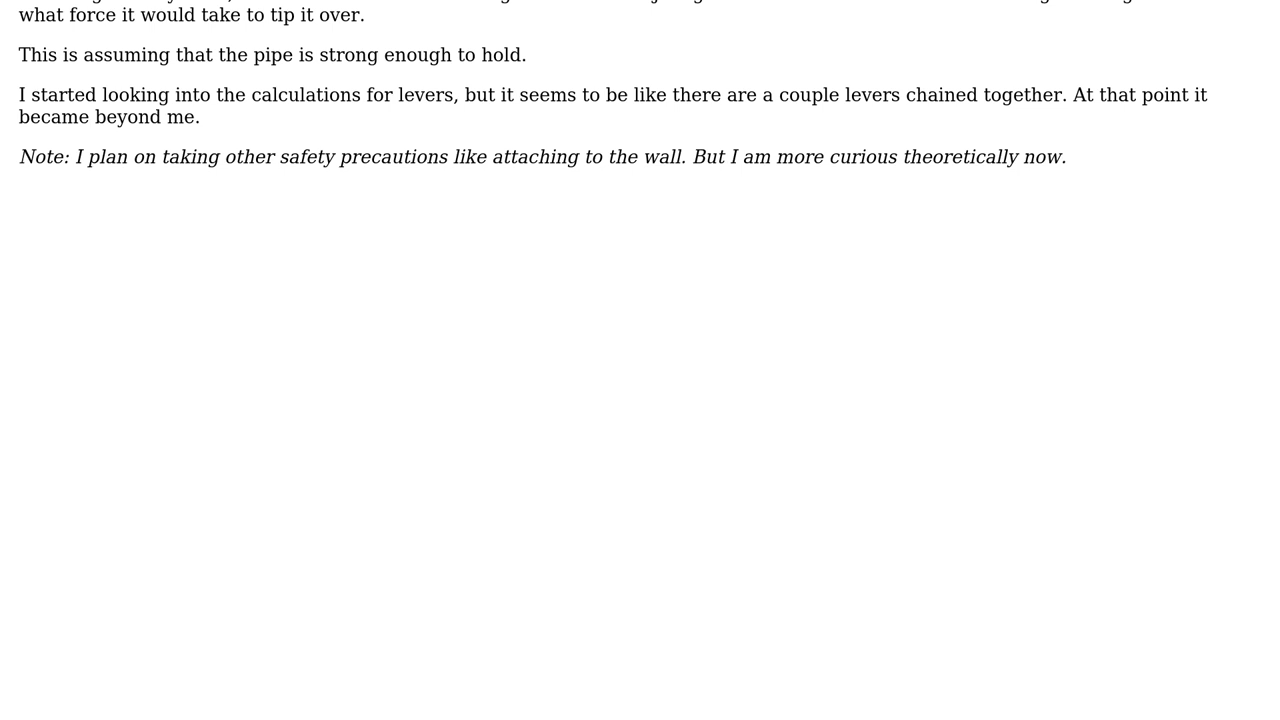 what force it would take to tip it over.
This is assuming that the pipe is strong enough to hold.
I started looking into the calculations for levers, but it seems to be like there are a couple levers chained together. At that point it
became beyond me.
Note: I plan on taking other safety precautions like attaching to the wall. But I am more curious theoretically now.